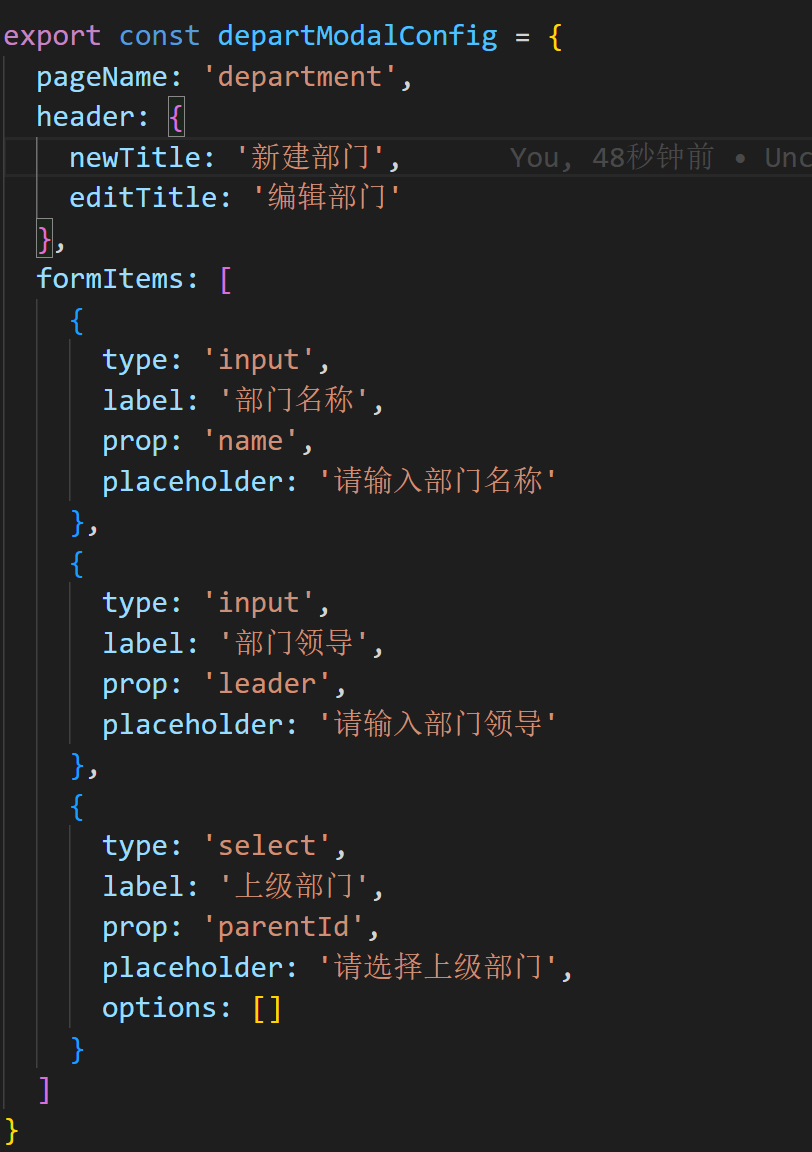 export const departModalConfig = {
  pageName: 'department',
  header: {
    newTitle: '新建部门',    You, 48秒钟前 • Unc
    editTitle: '编辑部门'
  },
  formItems: [
    {
      type: 'input',
      label: '部门名称',
      prop: 'name',
      placeholder: '请输入部门名称'
    },
    {
      type: 'input',
      label: '部门领导',
      prop: 'leader',
      placeholder: '请输入部门领导'
    },
    {
      type: 'select',
      label: '上级部门',
      prop: 'parentId',
      placeholder: '请选择上级部门',
      options: []
    }
  ]
}